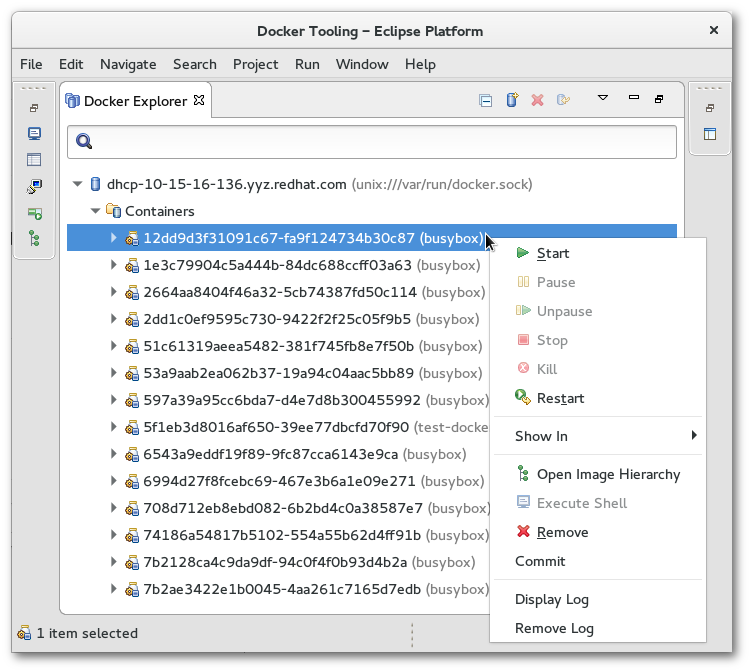 Docker Tooling – Eclipse Platform
File Edit Navigate Search Project Run Window Help
Docker Explorer
dhcp-10-15-16-136.yyz.redhat.com (unix:///var/run/docker.sock)
Containers
12dd9d3f31091c67-fa9f124734b30c87 (busybox)
1e3c79904c5a444b-84dc688ccff03a63 (busybox)
2664aa8404f46a32-5cb74387fd50c114 (busybox)
2dd1c0ef9595c730-9422f2f25c05f9b5 (busybox)
51c61319aeea5482-381f745fb8e7f50b (busybox)
53a9aab2ea062b37-19a94c04aac5bb89 (busybox)
597a39a95cc6bda7-d4e7d8b300455992 (busybox)
5f1eb3d8016af650-39ee77dbcfd70f90 (test-docke
6543a9eddf19f89-9fc87cca6143e9ca (busybox)
6994d27f8fcebc69-467e3b6a1e09e271 (busybox)
708d712eb8ebd082-6b2bd4c0a38587e7 (busybox)
74186a54817b5102-554a55b62d4ff91b (busybox)
7b2128ca4c9da9df-94c0f4f0b93d4b2a (busybox)
7b2ae3422e1b0045-4aa261c7165d7edb (busybox)
Start
Pause
Unpause
Stop
Kill
Restart
Show In
Open Image Hierarchy
Execute Shell
Remove
Commit
Display Log
Remove Log
1 item selected